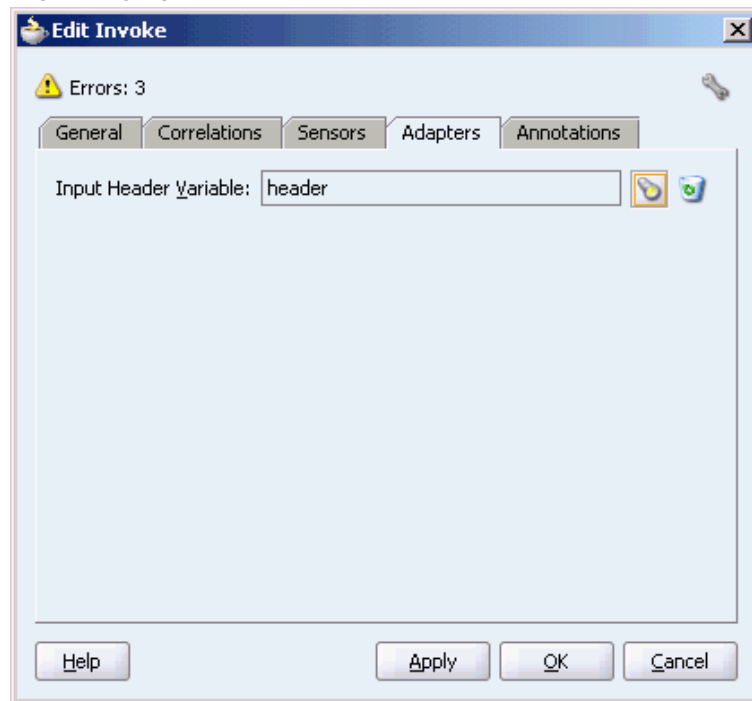 Edit Invoke
Errors: 3
General Correlations Sensors Adapters Annotations
Input Header Variable: header
Help Apply OK Cancel